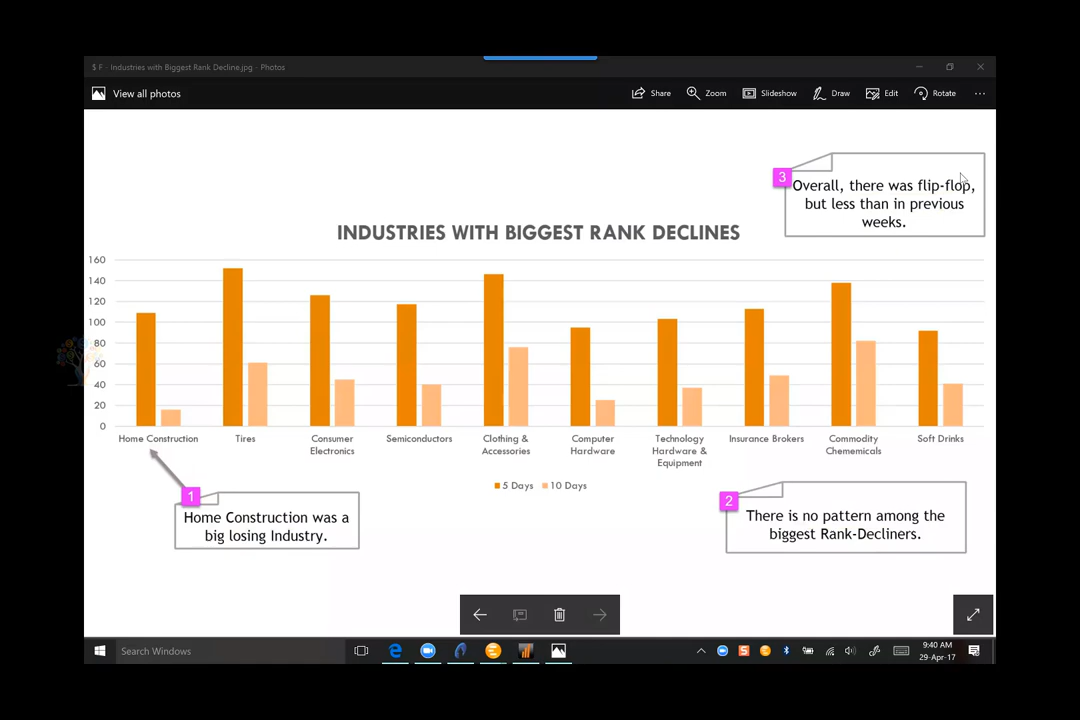 $ F - Industries with Biggest Rank Decline.jpg - Photos
View all photos
Share
Zoom
Slideshow
Draw
Edit
Rotate
3
Overall, there was flip-flop,
but less than in previous
weeks.
INDUSTRIES WITH BIGGEST RANK DECLINES
160
140
120
100
80
60
40
20
0
Home Construction
Tires
Consumer
Electronics
Semiconductors
Clothing &
Accessories
Computer
Hardware
Technology
Hardware &
Equipment
Insurance Brokers
Commodity
Chememicals
Soft Drinks
5 Days
10 Days
1
Home Construction was a
big losing Industry.
2
There is no pattern among the
biggest Rank-Decliners.
Search Windows
9:40 AM
29-Apr-17